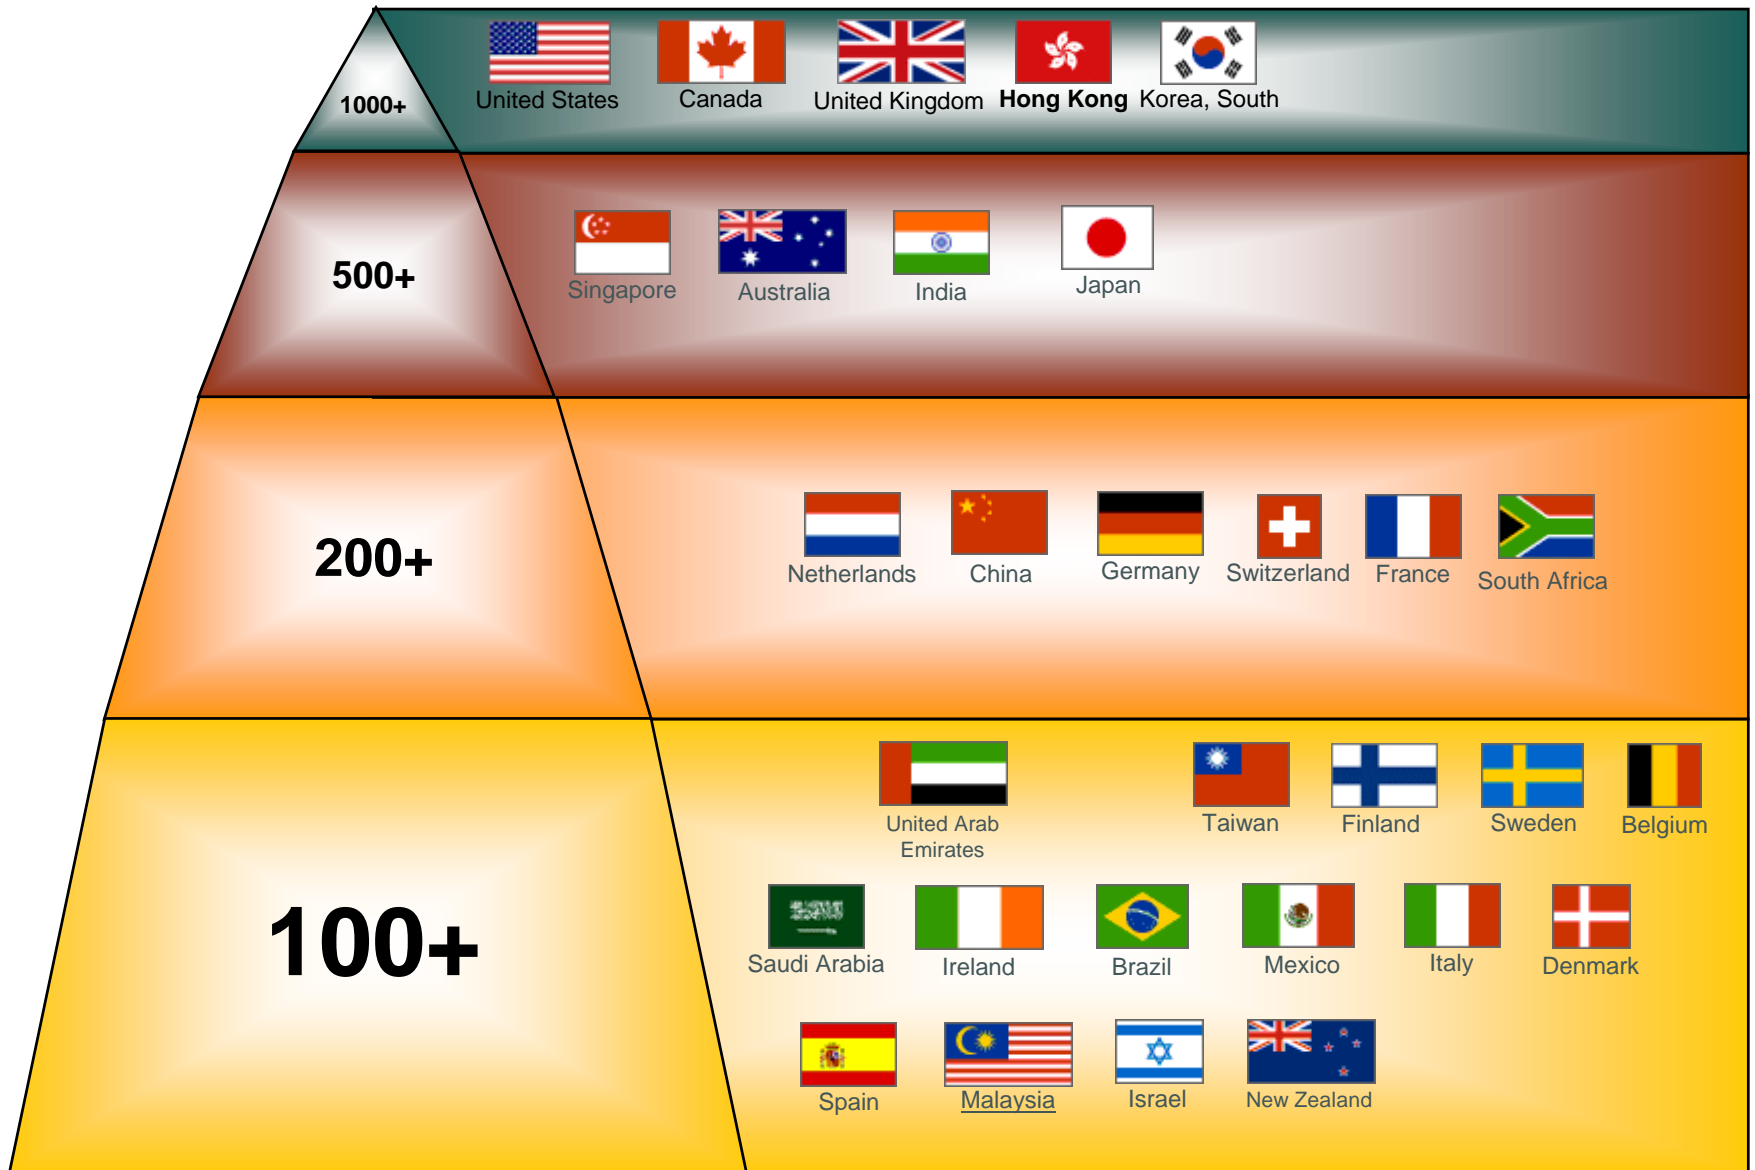 1000+
United States
Canada
United Kingdom
Hong Kong
Korea, South
500+
Singapore
Australia
India
Japan
200+
Netherlands
China
Germany
Switzerland
France
South Africa
100+
United Arab
Emirates
Taiwan
Finland
Sweden
Belgium
Saudi Arabia
Ireland
Brazil
Mexico
Italy
Denmark
Spain
Malaysia
Israel
New Zealand